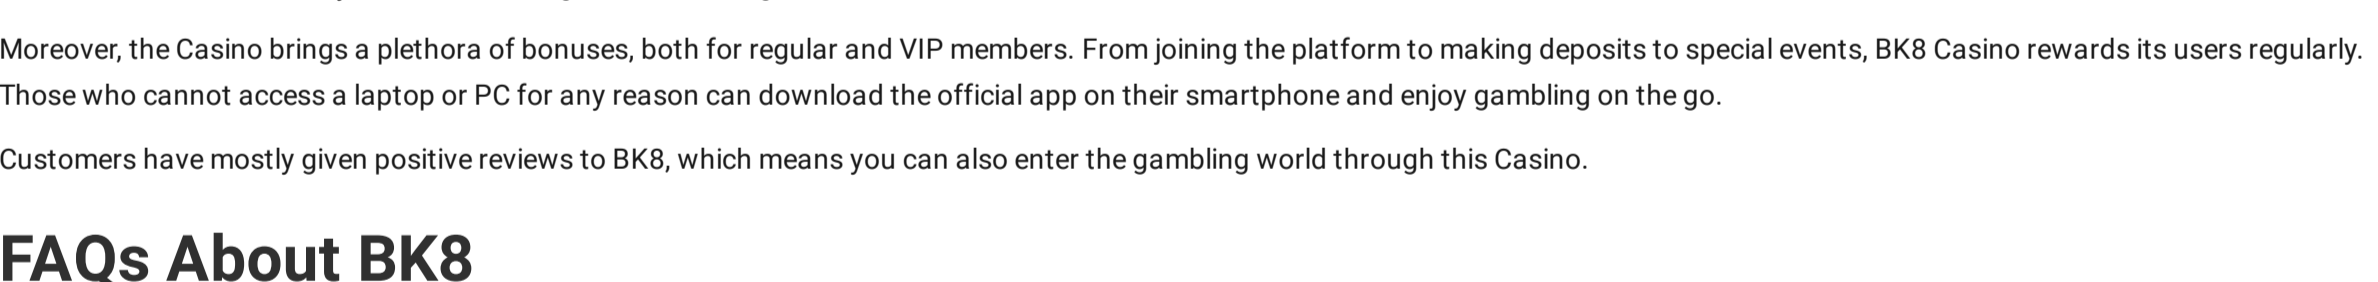 Moreover, the Casino brings a plethora of bonuses, both for regular and VIP members. From joining the platform to making deposits to special events, BK8 Casino rewards its users regularly.
Those who cannot access a laptop or PC for any reason can download the official app on their smartphone and enjoy gambling on the go.
Customers have mostly given positive reviews to BK8, which means you can also enter the gambling world through this Casino.
FAQs About BK8